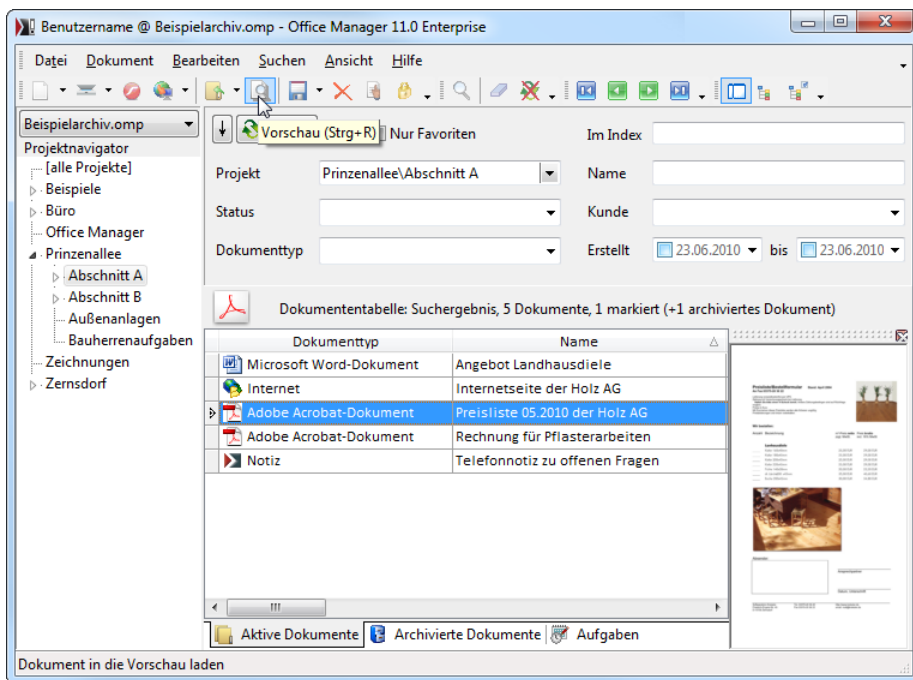 Benutzername @ Beispielarchiv.omp - Office Manager 11.0 Enterprise
Datei Dokument Bearbeiten Suchen Ansicht Hilfe
Beispielarchiv.omp
Vorschau (Strg+R)
Nur Favoriten
Im Index
Projektnavigator
[alle Projekte]
Beispiele
Büro
Office Manager
Prinzenallee
Abschnitt A
Abschnitt B
Außenanlagen
Bauherrenaufgaben
Zeichnungen
Zernsdorf
Projekt Prinzenallee\Abschnitt A Name
Status Kunde
Dokumenttyp Erstellt 23.06.2010 bis 23.06.2010
Dokumententabelle: Suchergebnis, 5 Dokumente, 1 markiert (+1 archiviertes Dokument)
Dokumenttyp Name
Microsoft Word-Dokument Angebot Landhausdiele
Internet Internetseite der Holz AG
Adobe Acrobat-Dokument Preisliste 05.2010 der Holz AG
Adobe Acrobat-Dokument Rechnung für Pflasterarbeiten
Notiz Telefonnotiz zu offenen Fragen
Aktive Dokumente Archivierte Dokumente Aufgaben
Dokument in die Vorschau laden